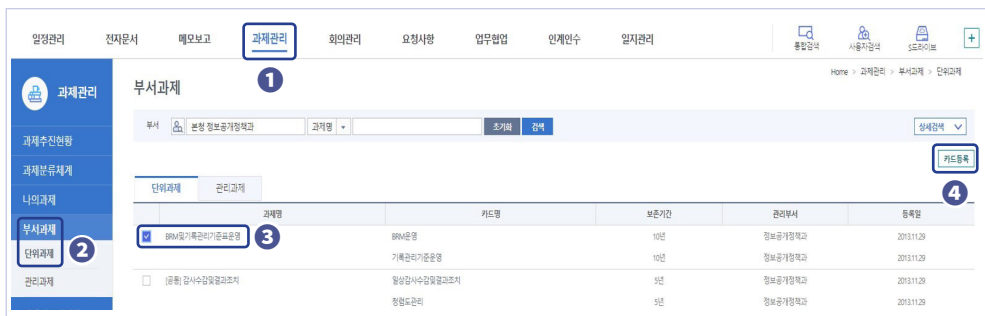 일정관리 전자문서 메모보고 과제관리 회의관리 요청사항 업무협업 인계인수 일지관리 통합검색 사용자검색 S드라이브 +
1
Home > 과제관리 > 부서과제 > 단위과제
과제관리
부서과제
부서 본청 정보공개정책과 과제명 초기화 검색 상세검색
과제추진현황
카드등록
과제분류체계
4
단위과제 관리과제
나의과제
과제명 카드명 보존기간 관리부서 등록일
부서과제
2
BRM및기록관리기준표운영 3 BRM운영 10년 정보공개정책과 2013.11.29
단위과제
기록관리기준운영 10년 정보공개정책과 2013.11.29
관리과제
[공통] 감사수감및결과조치 일상감사수감및결과조치 5년 정보공개정책과 2013.11.29
청렴도관리 5년 정보공개정책과 2013.11.29